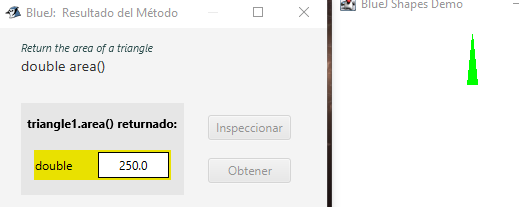 BlueJ: Resultado del Método
Return the area of a triangle
double area()
triangle1.area() returnado:
double
250.0
Inspeccionar
Obtener
BlueJ Shapes Demo